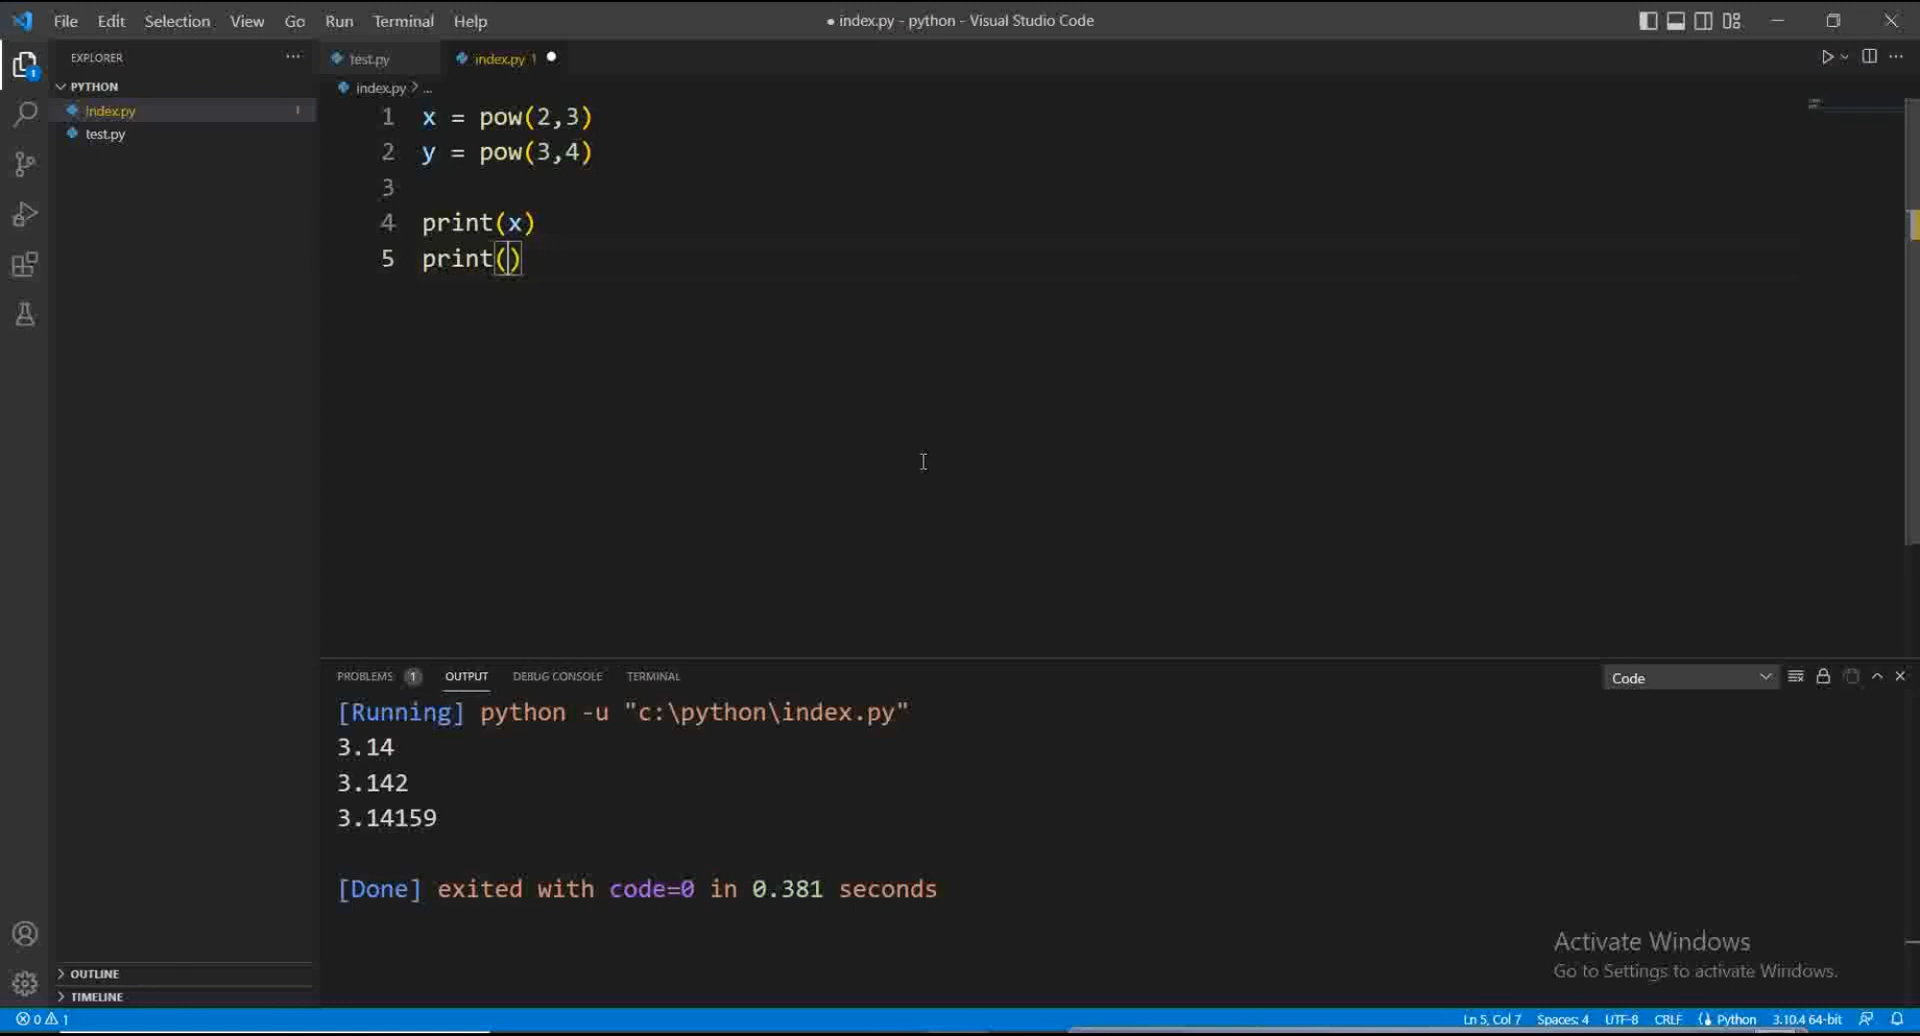 File Edit Selection View Go Run Terminal Help
● index.py - python - Visual Studio Code
EXPLORER
PYTHON
index.py 1
test.py
test.py
index.py 1
index.py > ...
1 x = pow(2,3)
2 y = pow(3,4)
3
4 print(x)
5 print()
PROBLEMS 1 OUTPUT DEBUG CONSOLE TERMINAL
Code
[Running] python -u "c:\python\index.py"
3.14
3.142
3.14159
[Done] exited with code=0 in 0.381 seconds
Activate Windows
Go to Settings to activate Windows.
OUTLINE
TIMELINE
0 1
Ln 5, Col 7 Spaces: 4 UTF-8 CRLF Python 3.10.4 64-bit
1